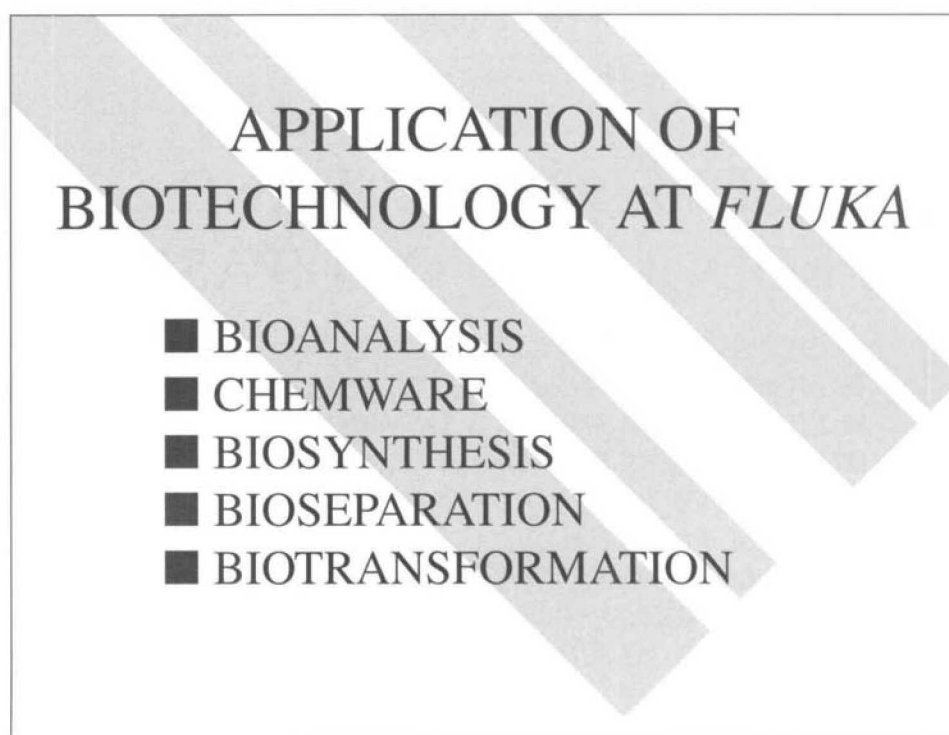 APPLICATION OF
BIOTECHNOLOGY AT FLUKA
BIOANALYSIS
CHEMWARE
BIOSYNTHESIS
BIOSEPARATION
BIOTRANSFORMATION